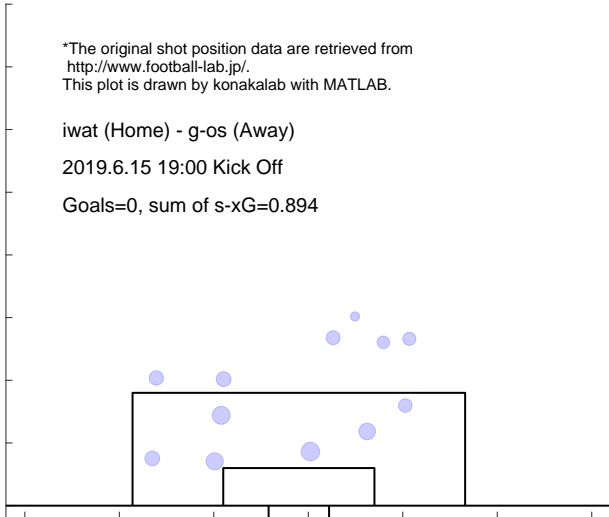 *The original shot position data are retrieved from
http://www.football-lab.jp/.
This plot is drawn by konakalab with MATLAB.
iwat (Home) - g-os (Away)
2019.6.15 19:00 Kick Off
Goals=0, sum of s-xG=0.894